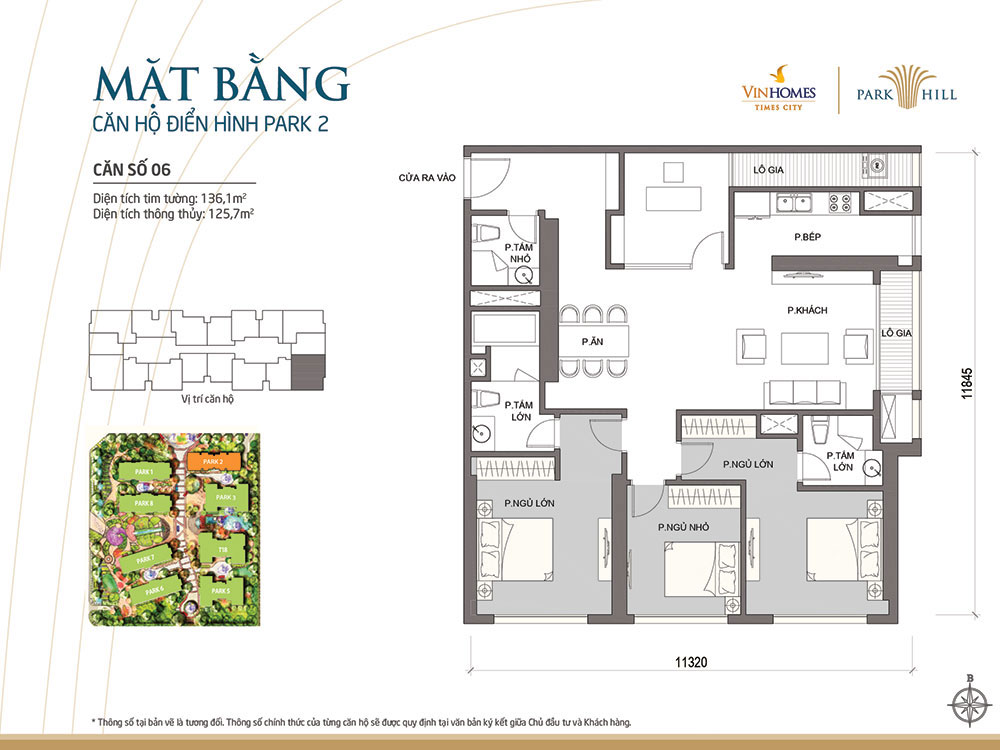 MẶT BẰNG
CĂN HỘ ĐIỂN HÌNH PARK 2
VINHOMES
TIMES CITY
PARK HILL
CĂN SỐ 06
Diện tích tim tường: 136,1m²
Diện tích thông thủy: 125,7m²
CỬA RA VÀO
LÔ GIA
P.BẾP
P.TẮM
NHỎ
P.KHÁCH
LÔ GIA
P.ĂN
11845
P.TẮM
LỚN
P.TẮM
LỚN
P.NGỦ LỚN
P.NGỦ LỚN
P.NGỦ NHỎ
11320
Vị trí căn hộ
PARK 1
PARK 2
PARK 8
PARK 3
PARK 7
T18
PARK 6
PARK 5
B
* Thông số tại bản vẽ là tương đối. Thông số chính thức của từng căn hộ sẽ được quy định tại văn bản ký kết giữa Chủ đầu tư và Khách hàng.